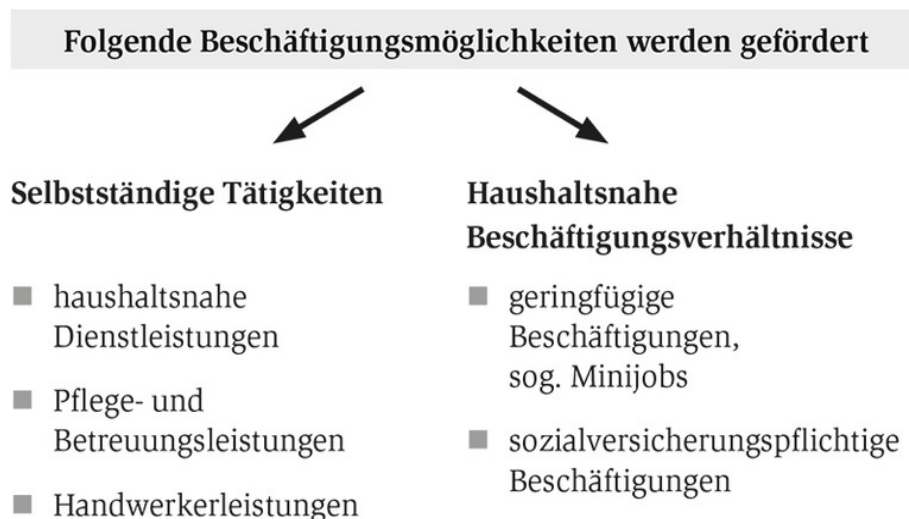 Folgende Beschäftigungsmöglichkeiten werden gefördert
Selbstständige Tätigkeiten
haushaltsnahe
Dienstleistungen
Pflege- und
Betreuungsleistungen
Handwerkerleistungen
Haushaltsnahe
Beschäftigungsverhältnisse
geringfügige
Beschäftigungen,
sog. Minijobs
sozialversicherungspflichtige
Beschäftigungen